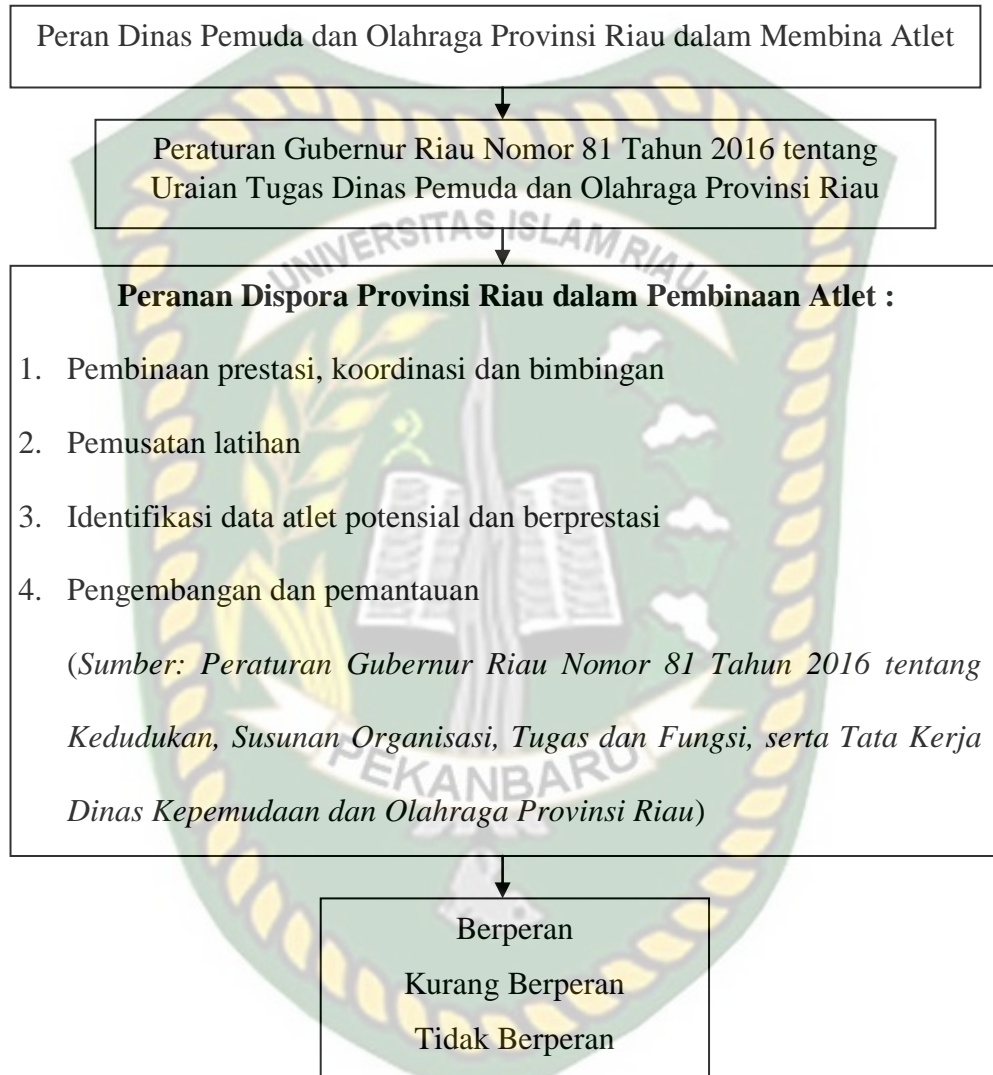 Peran Dinas Pemuda dan Olahraga Provinsi Riau dalam Membina Atlet
Peraturan Gubernur Riau Nomor 81 Tahun 2016 tentang
Uraian Tugas Dinas Pemuda dan Olahraga Provinsi Riau
UNIVERSITAS ISLAM RIAU
Peranan Dispora Provinsi Riau dalam Pembinaan Atlet :
1. Pembinaan prestasi, koordinasi dan bimbingan
2. Pemusatan latihan
3. Identifikasi data atlet potensial dan berprestasi
4. Pengembangan dan pemantauan
(Sumber: Peraturan Gubernur Riau Nomor 81 Tahun 2016 tentang
Kedudukan, Susunan Organisasi, Tugas dan Fungsi, serta Tata Kerja
Dinas Kepemudaan dan Olahraga Provinsi Riau)
PEKANBARU
Berperan
Kurang Berperan
Tidak Berperan